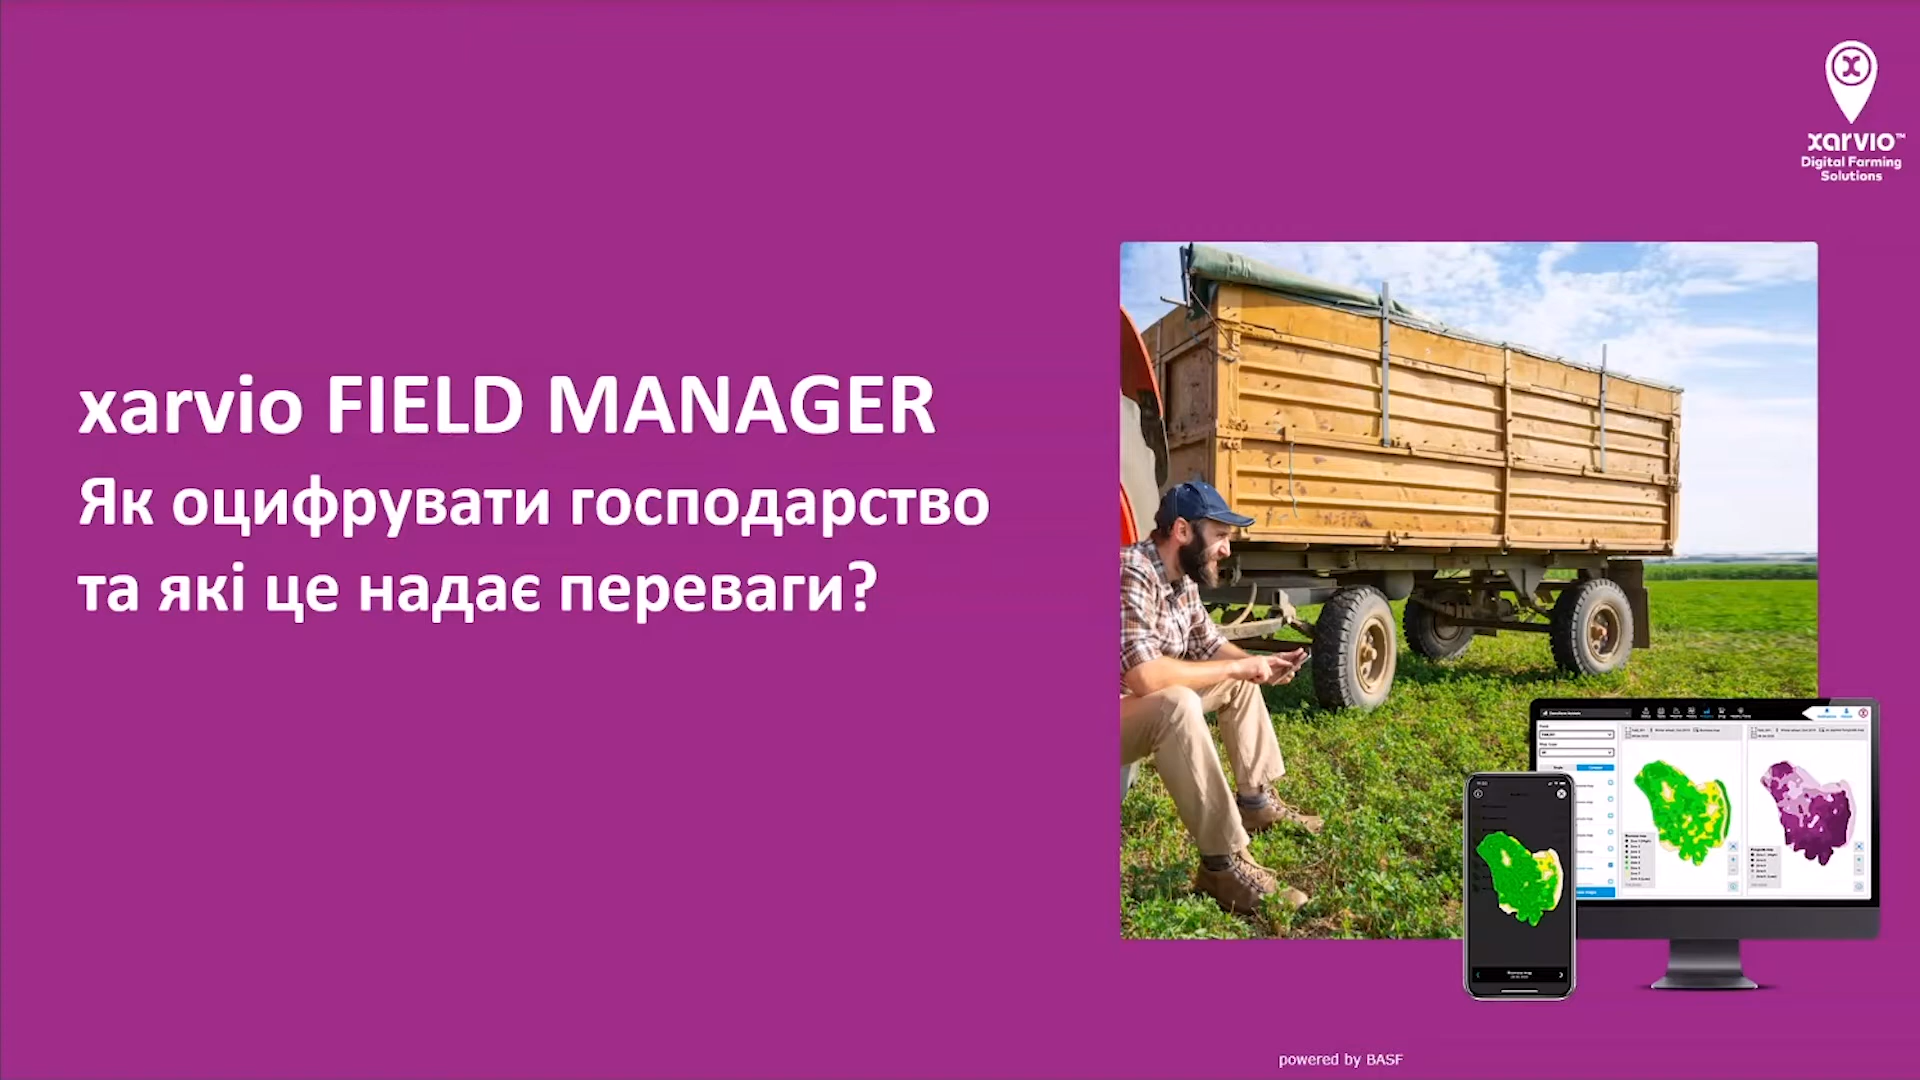 xarvio™
Digital Farming
Solutions
xarvio FIELD MANAGER
Як оцифрувати господарство
та які це надає переваги?
powered by BASF